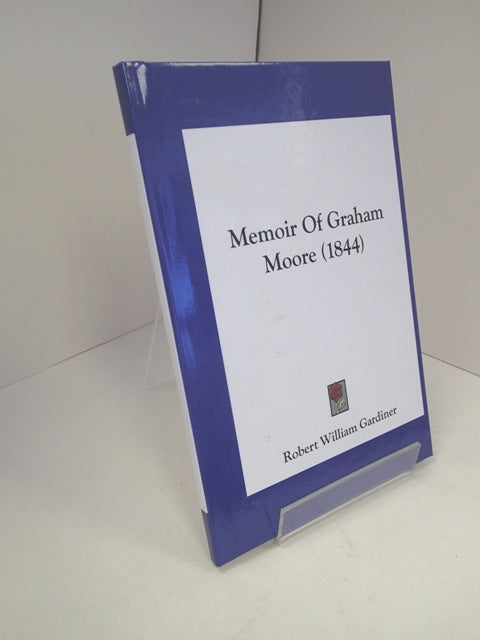 Memoir Of Graham
Moore (1844)
Robert William Gardiner